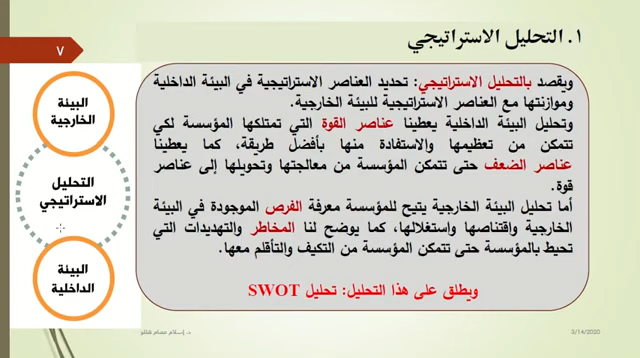 ٧
١. التحليل الاستراتيجي
البيئة
الخارجية
التحليل
الاستراتيجي
البيئة
الداخلية
ويقصد بالتحليل الاستراتيجي: تحديد العناصر الاستراتيجية في البيئة الداخلية
وموازنتها مع العناصر الاستراتيجية للبيئة الخارجية.
وتحليل البيئة الداخلية يعطينا عناصر القوة التي تمتلكها المؤسسة لكي
تتمكن من تعظيمها والاستفادة منها بأفضل طريقة، كما يعطينا
عناصر الضعف حتى تتمكن المؤسسة من معالجتها وتحويلها إلى عناصر
قوة.
أما تحليل البيئة الخارجية يتيح للمؤسسة معرفة الفرص الموجودة في البيئة
الخارجية واقتناصها واستغلالها، كما يوضح لنا المخاطر والتهديدات التي
تحيط بالمؤسسة حتى تتمكن المؤسسة من التكيف والتأقلم معها.
ويطلق على هذا التحليل: تحليل SWOT
د. إسلام عصام
3/14/2020